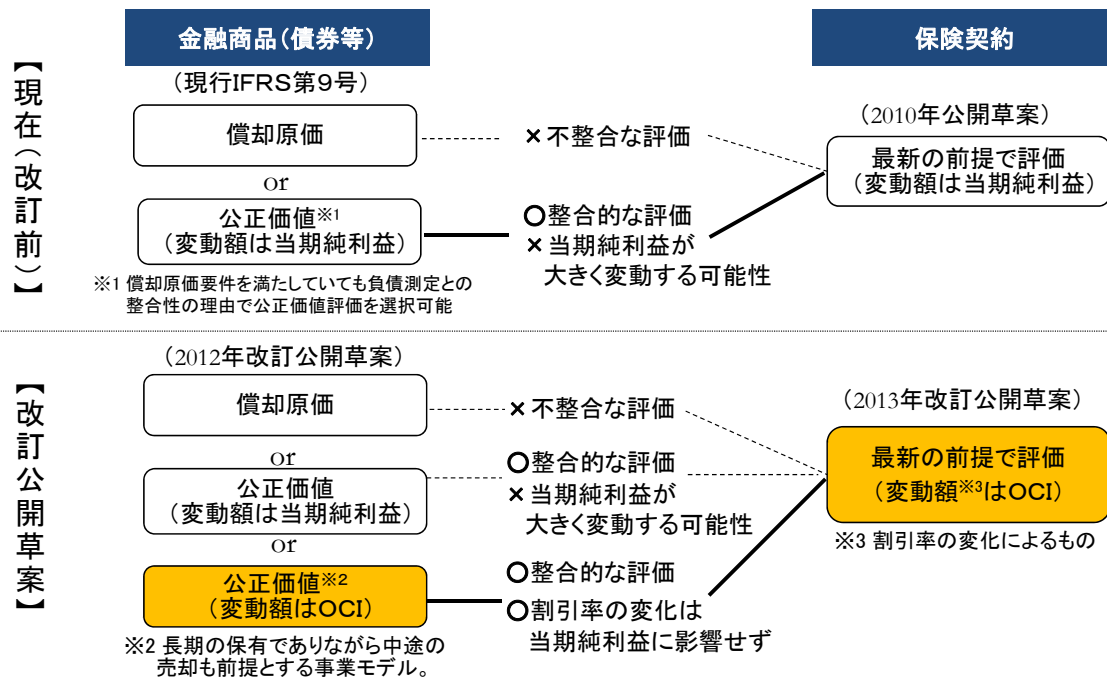 金融商品(債券等)
保険契約
【現在(改訂前)】
(現行IFRS第9号)
償却原価
or
公正価値※1
(変動額は当期純利益)
※1 償却原価要件を満たしていても負債測定との
整合性の理由で公正価値評価を選択可能
×不整合な評価
○整合的な評価
×当期純利益が
大きく変動する可能性
(2010年公開草案)
最新の前提で評価
(変動額は当期純利益)
【改訂公開草案】
(2012年改訂公開草案)
償却原価
or
公正価値
(変動額は当期純利益)
or
公正価値※2
(変動額はOCI)
※2 長期の保有でありながら中途の
売却も前提とする事業モデル。
×不整合な評価
○整合的な評価
×当期純利益が
大きく変動する可能性
○整合的な評価
○割引率の変化は
当期純利益に影響せず
(2013年改訂公開草案)
最新の前提で評価
(変動額※3はOCI)
※3 割引率の変化によるもの